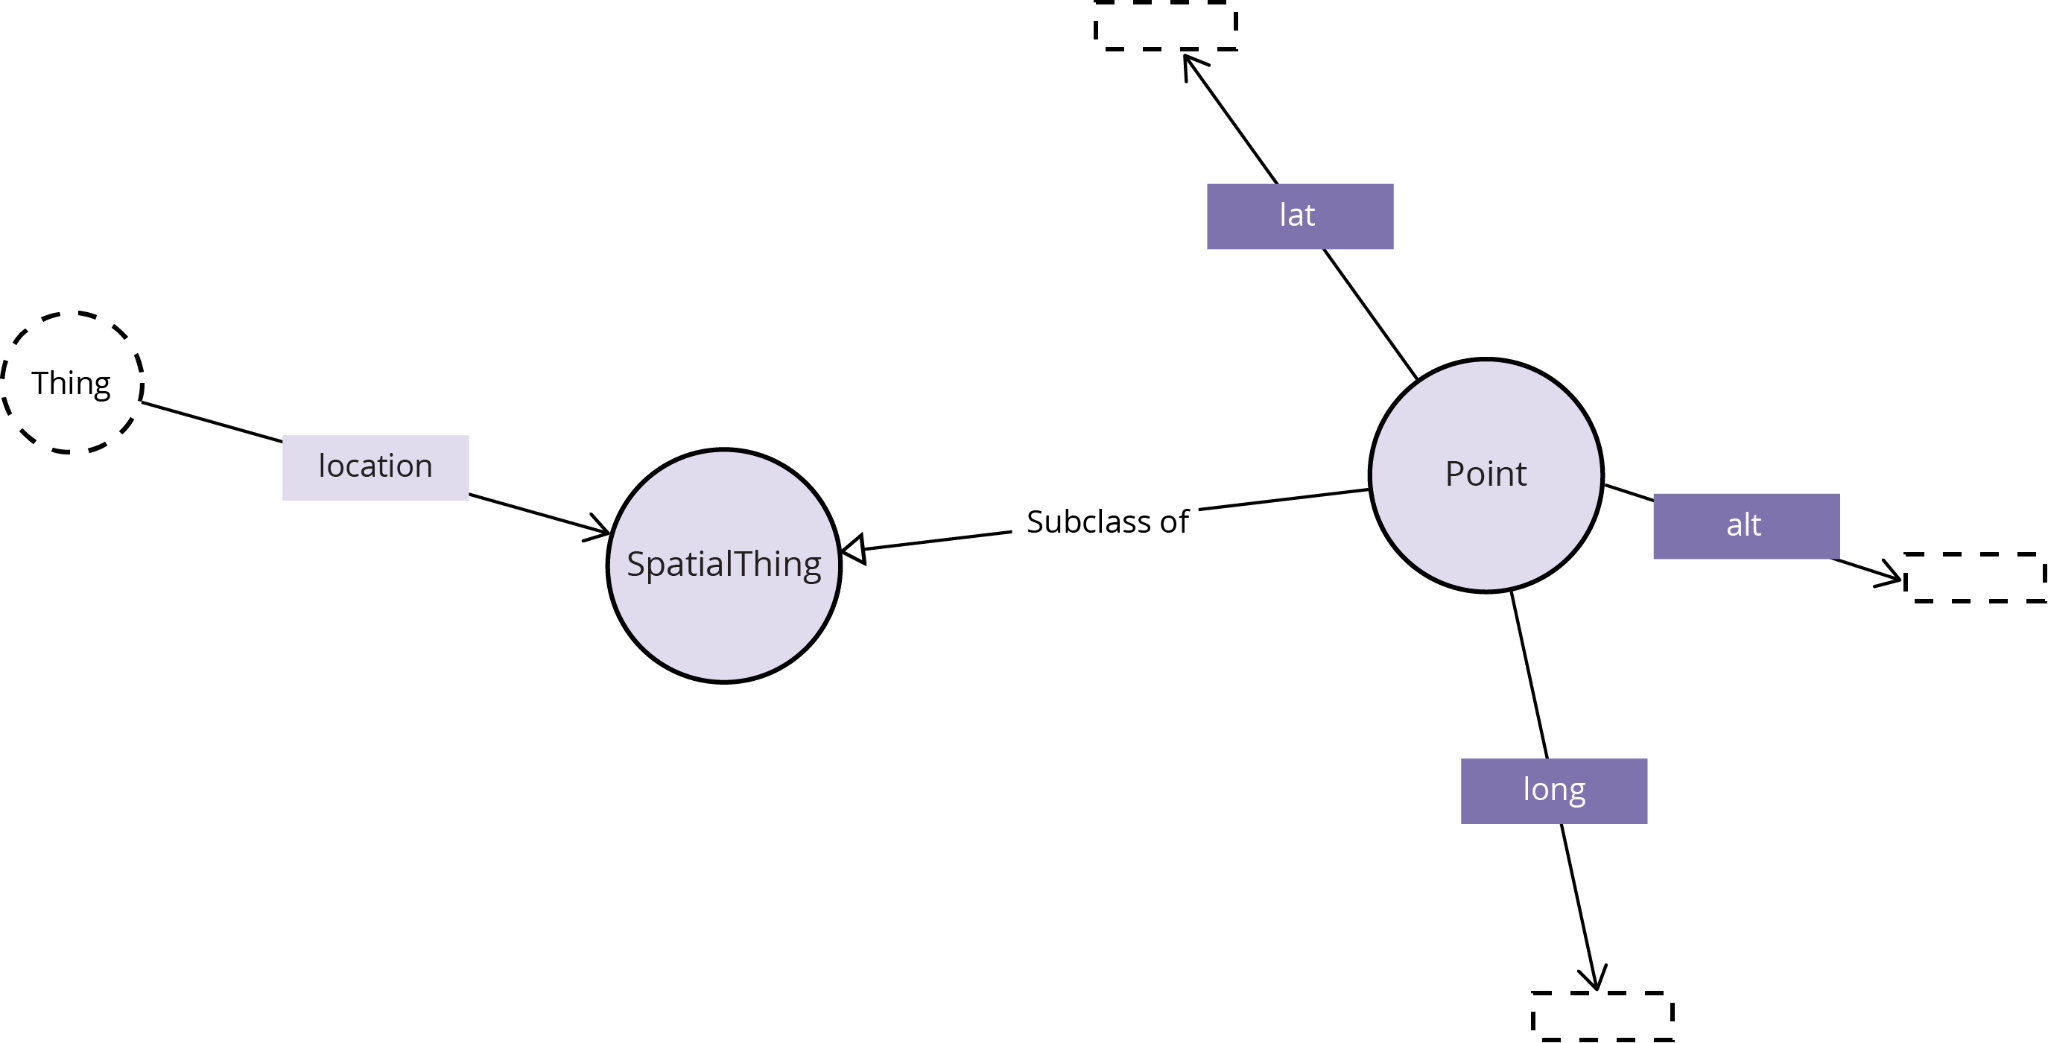 lat
Thing
location
Point
Subclass of
alt
SpatialThing
long